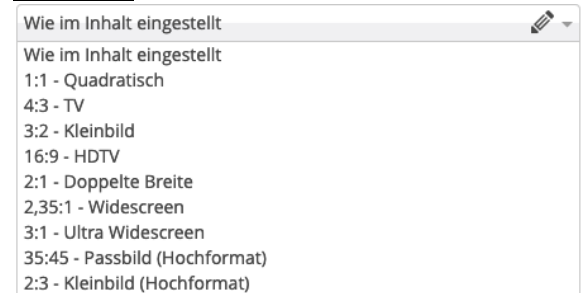 Wie im Inhalt eingestellt
Wie im Inhalt eingestellt
1:1 - Quadratisch
4:3 - TV
3:2 - Kleinbild
16:9 - HDTV
2:1 - Doppelte Breite
2,35:1 - Widescreen
3:1 - Ultra Widescreen
35:45 - Passbild (Hochformat)
2:3 - Kleinbild (Hochformat)